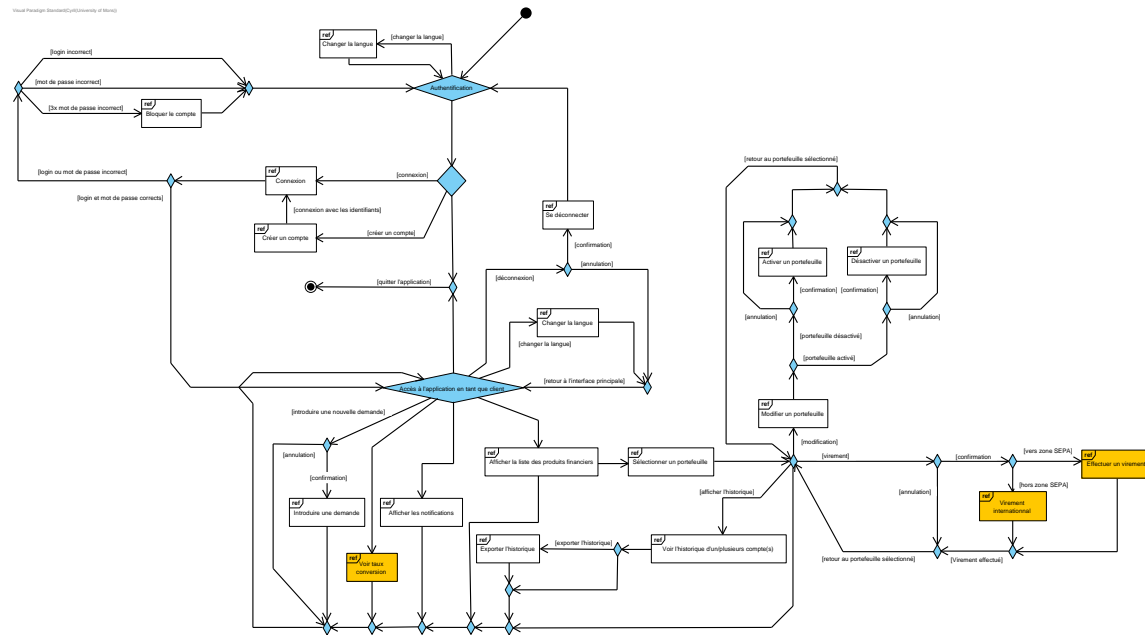 Visual Paradigm Standard(Cyril(University of Mons))
[changer la langue]
ref
Changer la langue
[login incorrect]
[mot de passe incorrect]
Authentification
[3x mot de passe incorrect]
ref
Bloquer le compte
[retour au portefeuille sélectionné]
[login ou mot de passe incorrect]
ref
Connexion
[connexion]
[login et mot de passe corrects]
[connexion avec les identifiants]
ref
Se déconnecter
ref
Créer un compte
[créer un compte]
[confirmation]
ref
Activer un portefeuille
ref
Désactiver un portefeuille
[annulation]
[déconnexion]
[quitter l'application]
[confirmation]
[confirmation]
ref
Changer la langue
[annulation]
[annulation]
[changer la langue]
[portefeuille désactivé]
[portefeuille activé]
Accès à l'application en tant que client
[retour à l'interface principale]
[introduire une nouvelle demande]
ref
Modifier un portefeuille
[modification]
[annulation]
[confirmation]
ref
Afficher la liste des produits financiers
ref
Sélectionner un portefeuille
[virement]
[confirmation]
[vers zone SEPA]
ref
Effectuer un virement
[hors zone SEPA]
[afficher l'historique]
[annulation]
ref
Introduire une demande
ref
Afficher les notifications
ref
Virement
internationnal
ref
Voir taux
conversion
ref
Exporter l'historique
[exporter l'historique]
ref
Voir l'historique d'un/plusieurs compte(s)
[retour au portefeuille sélectionné]
[Virement effectué]